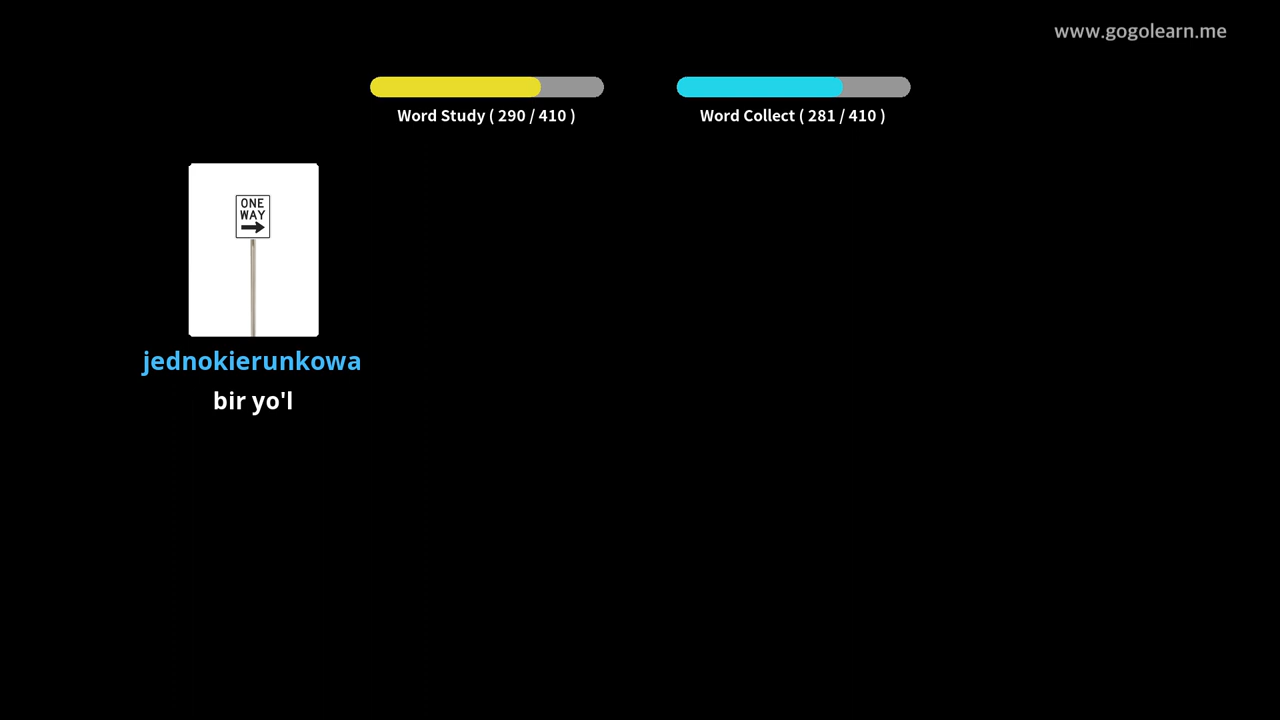 www.gogolearn.me
Word Study ( 290 / 410 )
Word Collect ( 281 / 410 )
ONE
WAY
jednokierunkowa
bir yo'l